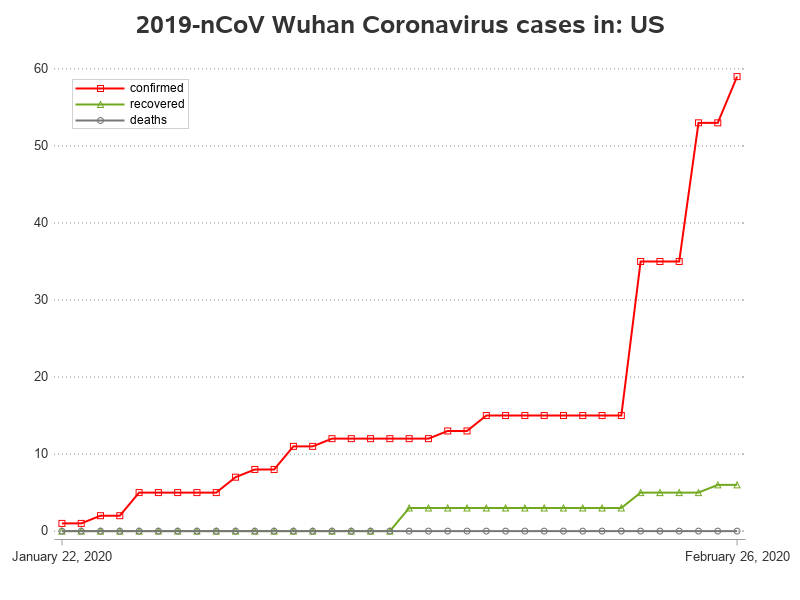 2019-nCoV Wuhan Coronavirus cases in: US
60
confirmed
recovered
deaths
50
40
30
20
10
0
January 22, 2020
February 26, 2020